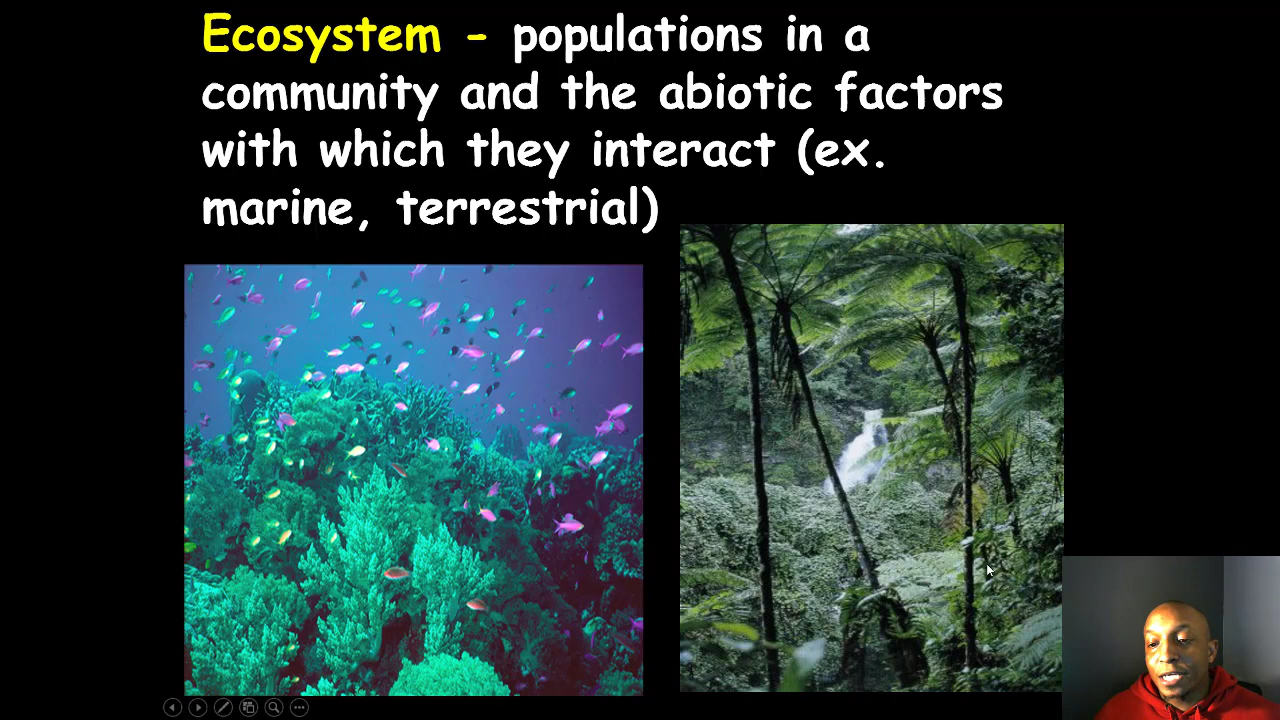 Ecosystem - populations in a
community and the abiotic factors
with which they interact (ex.
marine, terrestrial)